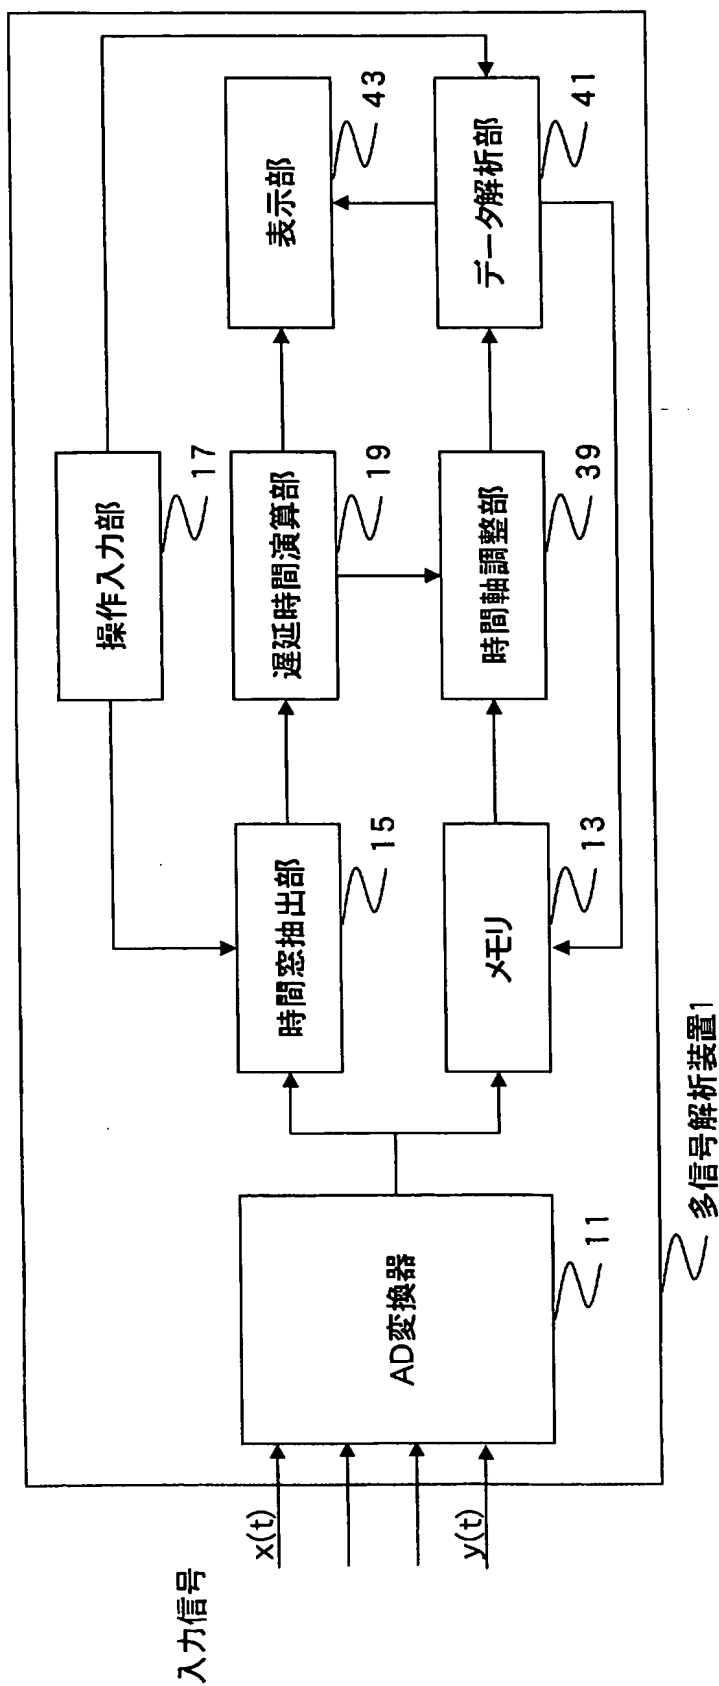 入力信号
x(t)
y(t)
AD変換器
11
操作入力部
17
時間窓抽出部
15
遅延時間演算部
19
表示部
43
メモリ
13
時間軸調整部
39
データ解析部
41
多信号解析装置1